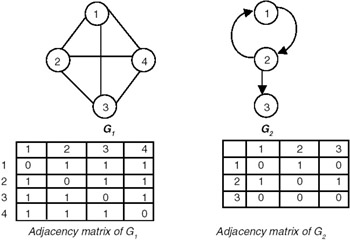 1
2
4
3
G1
1 2 3 4
1 0 1 1 1
2 1 0 1 1
3 1 1 0 1
4 1 1 1 0
Adjacency matrix of G1
1
2
3
G2
1 2 3
1 0 1 0
2 1 0 1
3 0 0 0
Adjacency matrix of G2